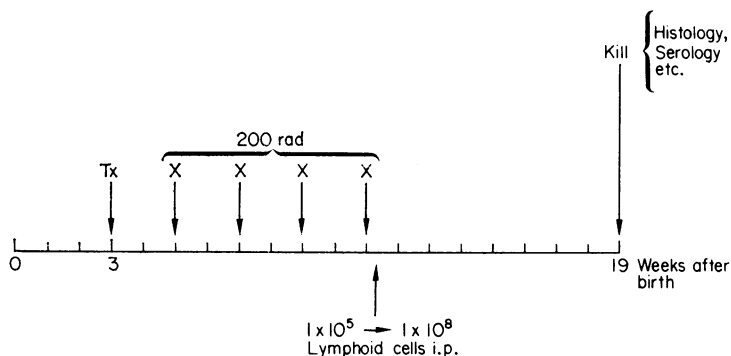 Histology,
Kill Serology
etc.
200 rad
Tx X X X X
0 3 19 Weeks after
birth
1 x 10⁵ → 1 x 10⁸
Lymphoid cells i.p.